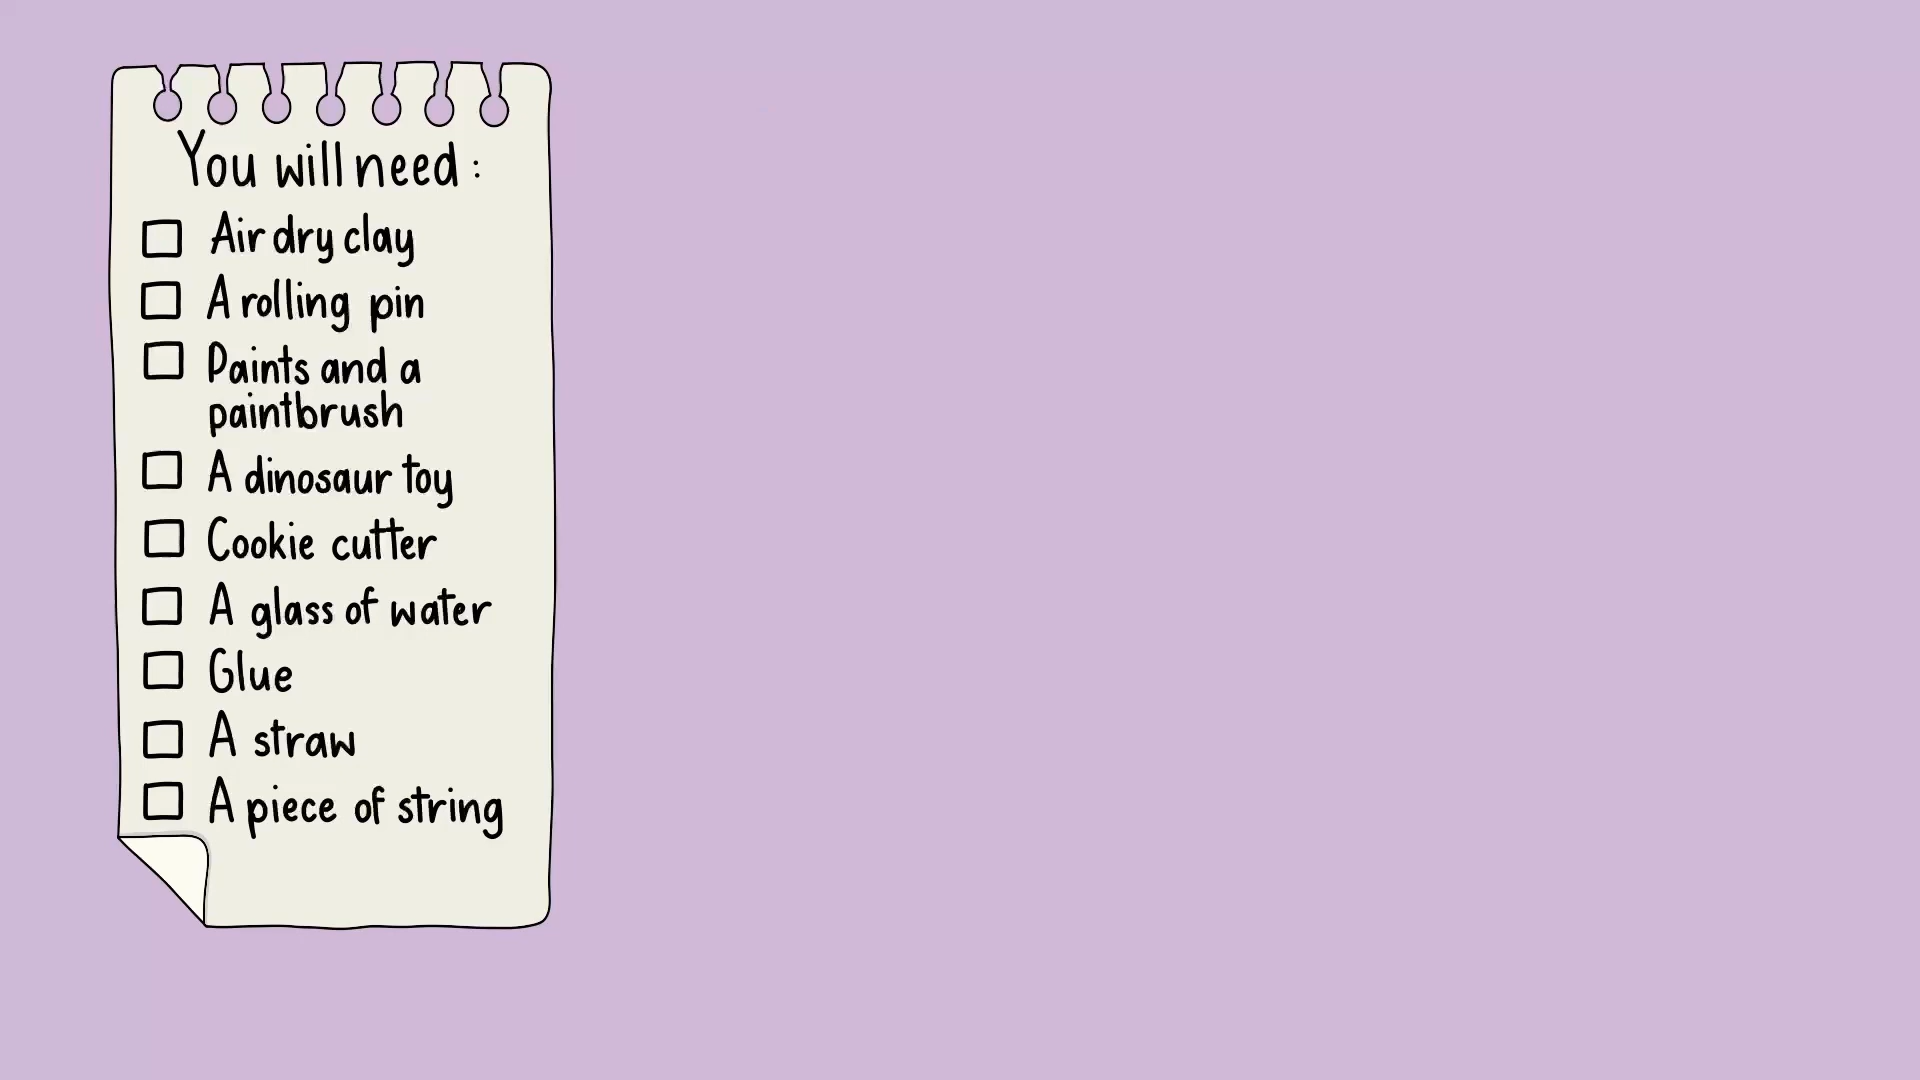 You will need :
Air dry clay
A rolling pin
Paints and a
paintbrush
A dinosaur toy
Cookie cutter
A glass of water
Glue
A straw
A piece of string